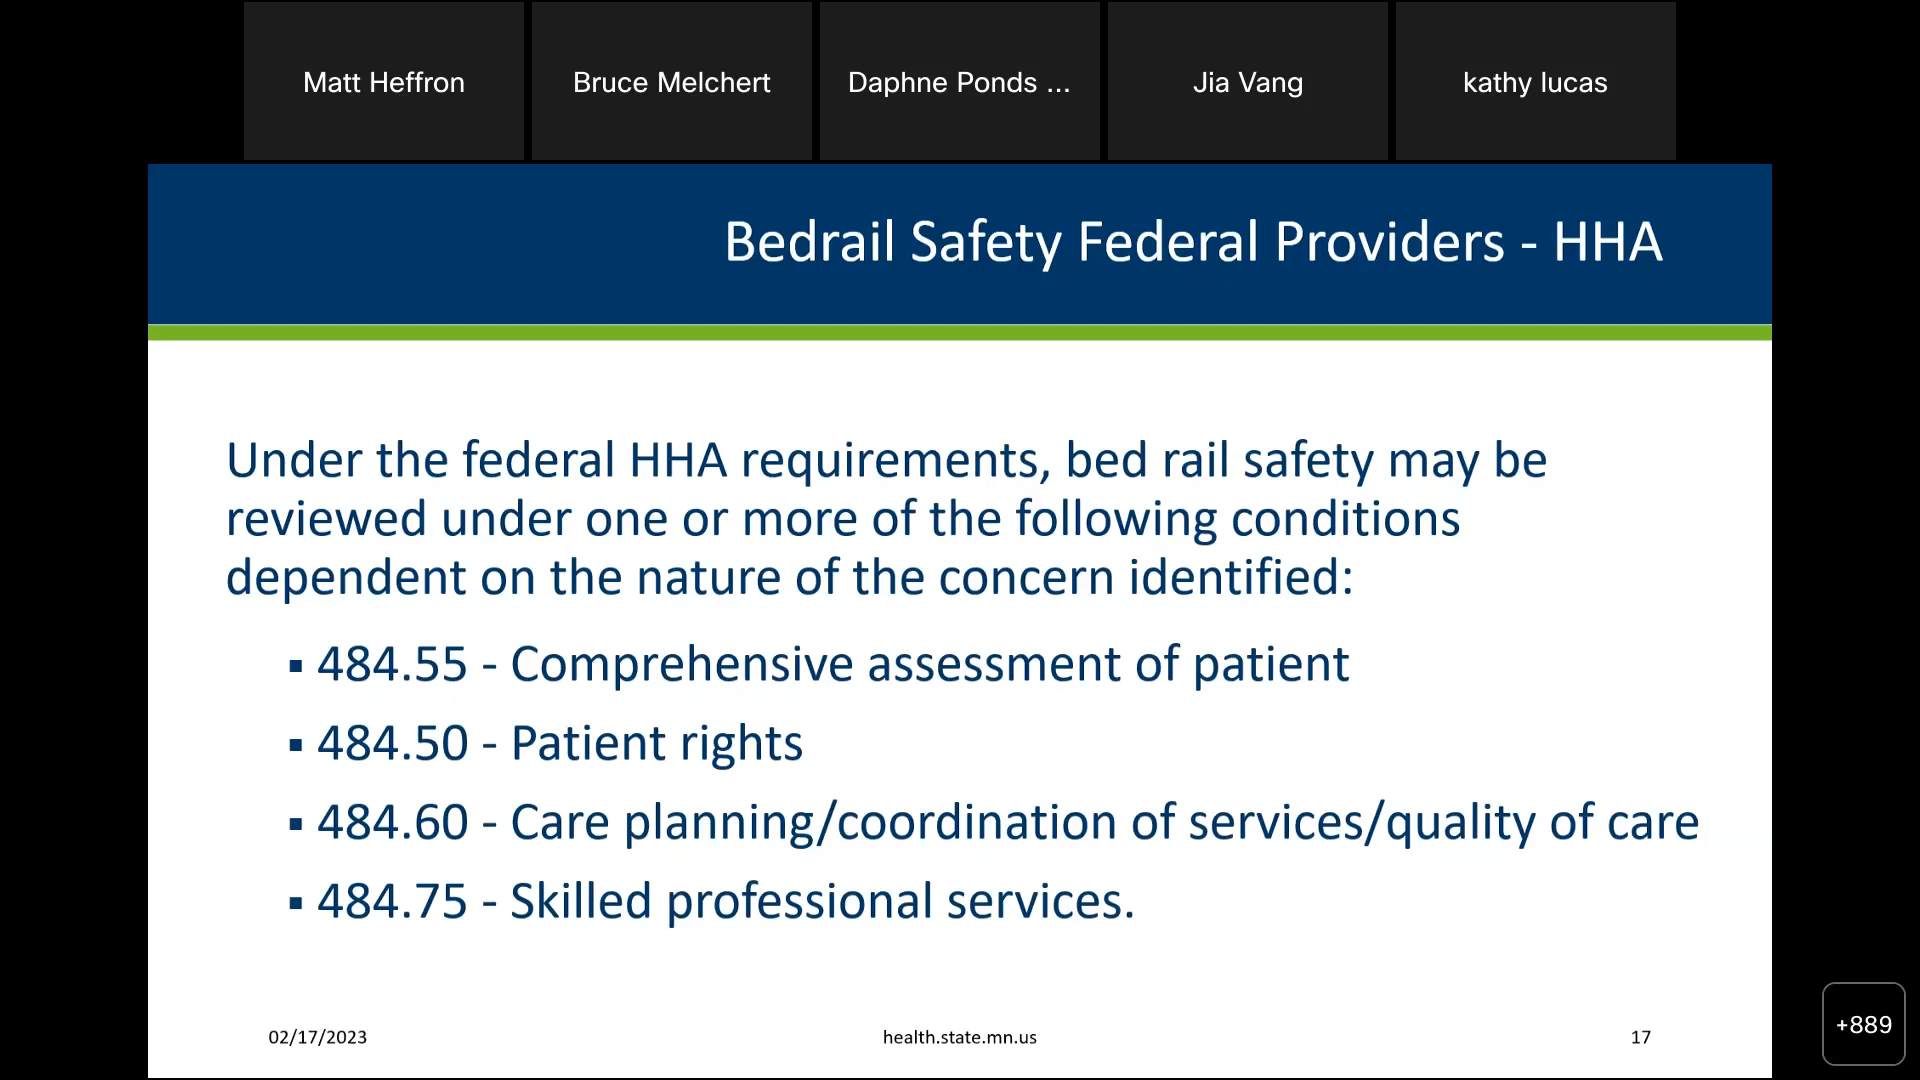 Matt Heffron
Bruce Melchert
Daphne Ponds ...
Jia Vang
kathy lucas
Bedrail Safety Federal Providers - HHA
Under the federal HHA requirements, bed rail safety may be
reviewed under one or more of the following conditions
dependent on the nature of the concern identified:
▪ 484.55 - Comprehensive assessment of patient
▪ 484.50 - Patient rights
▪ 484.60 - Care planning/coordination of services/quality of care
▪ 484.75 - Skilled professional services.
02/17/2023
health.state.mn.us
17
+889